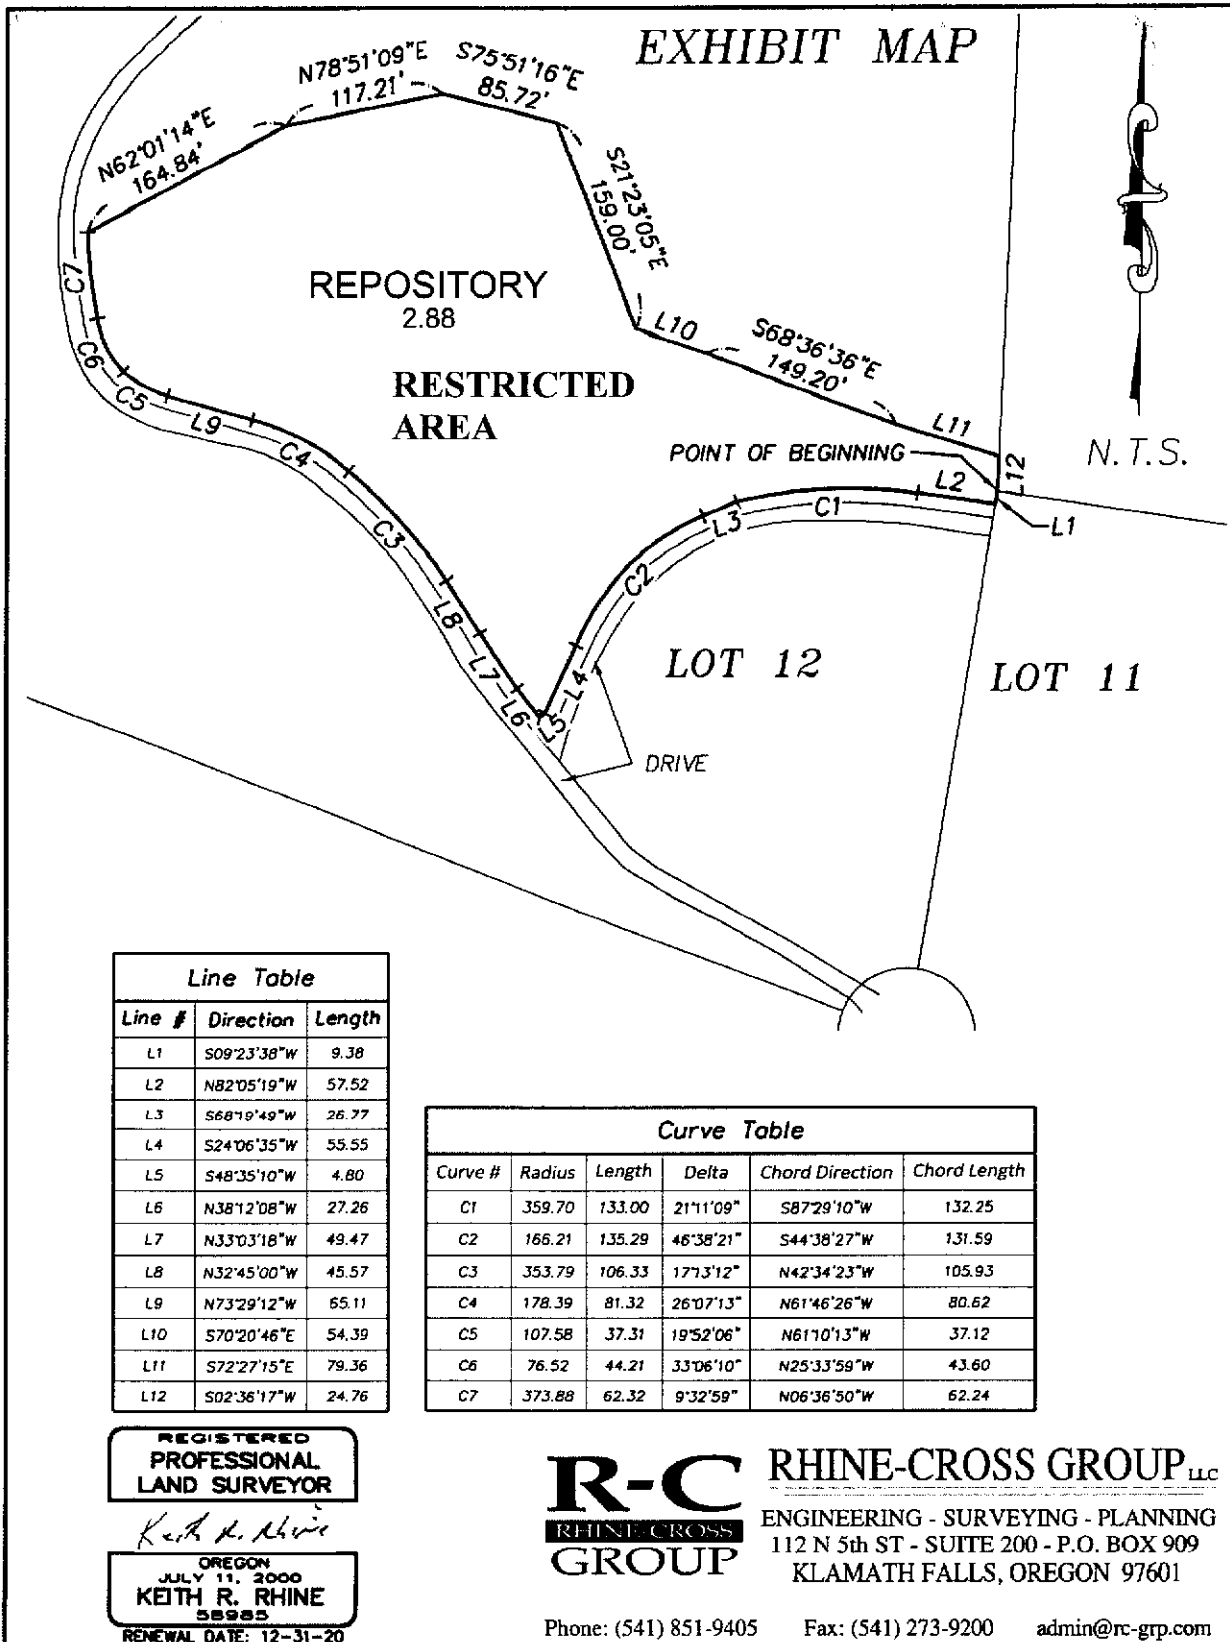 EXHIBIT MAP
N78°51'09"E
117.21'
S75°51'16"E
85.72'
N62°01'14"E
164.84'
S21°23'05"E
159.00'
C7
REPOSITORY
2.88
L10
S68°36'36"E
149.20'
C6
C5
RESTRICTED
AREA
L9
L11
C4
POINT OF BEGINNING
L12
N.T.S.
L2
C1
L1
L3
C3
C2
L8
LOT 12
LOT 11
L7
L4
L6
L5
DRIVE
Line Table
Line # Direction Length
L1 S09°23'38"W 9.38
L2 N82°05'19"W 57.52
L3 S68°19'49"W 26.77
L4 S24°06'35"W 55.55
L5 S48°35'10"W 4.80
L6 N38°12'08"W 27.26
L7 N33°03'18"W 49.47
L8 N32°45'00"W 45.57
L9 N73°29'12"W 65.11
L10 S70°20'46"E 54.39
L11 S72°27'15"E 79.36
L12 S02°36'17"W 24.76
Curve Table
Curve # Radius Length Delta Chord Direction Chord Length
C1 359.70 133.00 21°11'09" S87°29'10"W 132.25
C2 166.21 135.29 46°38'21" S44°38'27"W 131.59
C3 353.79 106.33 17°13'12" N42°34'23"W 105.93
C4 178.39 81.32 26°07'13" N61°46'26"W 80.62
C5 107.58 37.31 19°52'06" N61°10'13"W 37.12
C6 76.52 44.21 33°06'10" N25°33'59"W 43.60
C7 373.88 62.32 9°32'59" N06°36'50"W 62.24
REGISTERED
PROFESSIONAL
LAND SURVEYOR
Keith R. Rhine
OREGON
JULY 11, 2000
KEITH R. RHINE
58985
RENEWAL DATE: 12-31-20
R-C
RHINE-CROSS
GROUP
RHINE-CROSS GROUP LLC
ENGINEERING - SURVEYING - PLANNING
112 N 5th ST - SUITE 200 - P.O. BOX 909
KLAMATH FALLS, OREGON 97601
Phone: (541) 851-9405 Fax: (541) 273-9200 admin@rc-grp.com